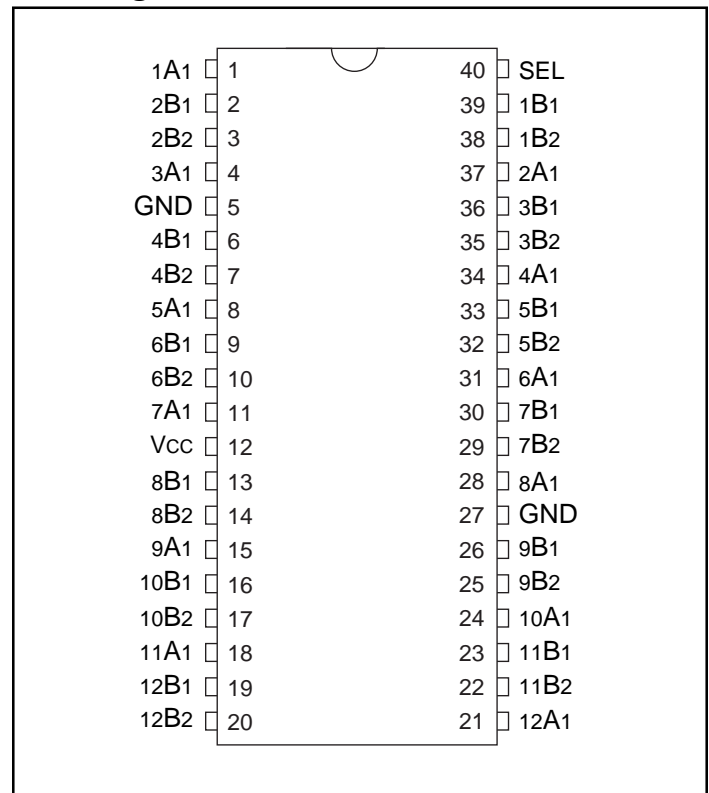 1A1 1 40 SEL
2B1 2 39 1B1
2B2 3 38 1B2
3A1 4 37 2A1
GND 5 36 3B1
4B1 6 35 3B2
4B2 7 34 4A1
5A1 8 33 5B1
6B1 9 32 5B2
6B2 10 31 6A1
7A1 11 30 7B1
VCC 12 29 7B2
8B1 13 28 8A1
8B2 14 27 GND
9A1 15 26 9B1
10B1 16 25 9B2
10B2 17 24 10A1
11A1 18 23 11B1
12B1 19 22 11B2
12B2 20 21 12A1